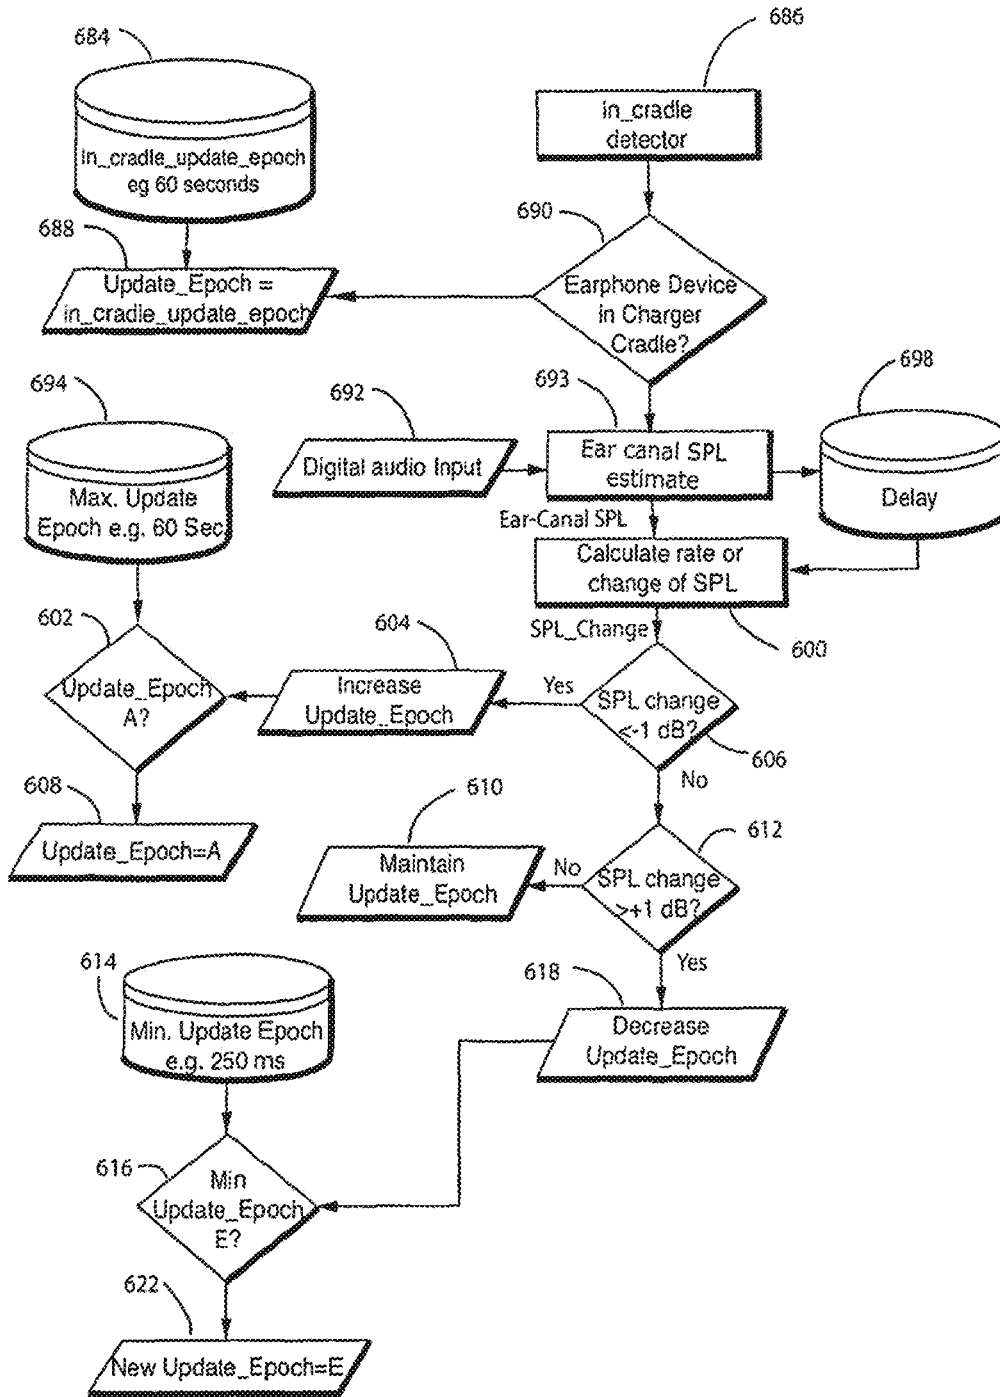 684
in_cradle_update_epoch
eg 60 seconds
686
in_cradle
detector
688
Update_Epoch =
in_cradle_update_epoch
690
Earphone Device
in Charger
Cradle?
694
Max. Update
Epoch e.g. 60 Sec
692
Digital audio Input
693
Ear canal SPL
estimate
698
Delay
Ear-Canal SPL
Calculate rate or
change of SPL
600
SPL_Change
602
Update_Epoch
A?
604
Increase
Update_Epoch
Yes
SPL change
<-1 dB?
606
No
608
Update_Epoch=A
610
Maintain
Update_Epoch
No
612
SPL change
>+1 dB?
Yes
614
Min. Update Epoch
e.g. 250 ms
618
Decrease
Update_Epoch
616
Min
Update_Epoch
E?
622
New Update_Epoch=E